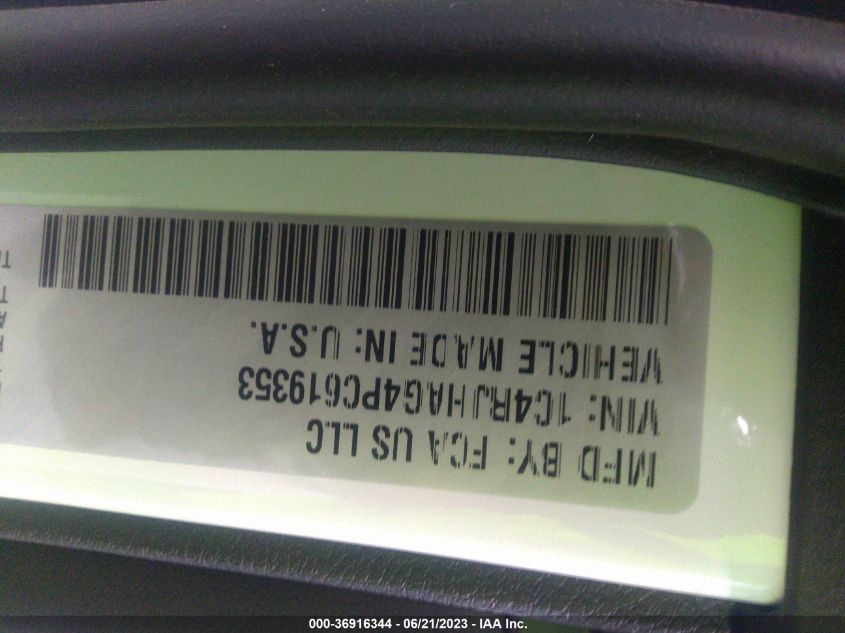 MFD BY: FCA US LLC
VIN: 1C4RJHAG4PC619353
VEHICLE MADE IN: U.S.A.
000-36916344 - 06/21/2023 - IAA Inc.